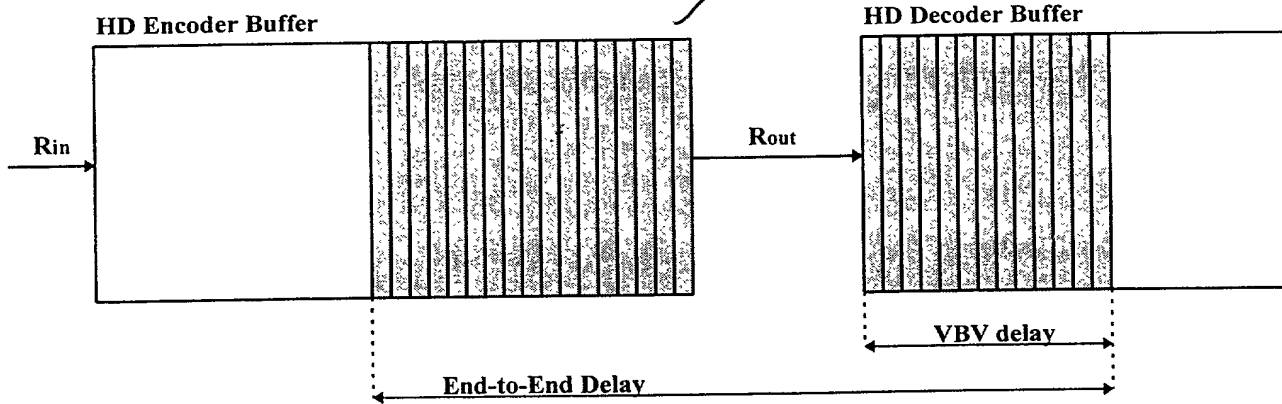 HD Encoder Buffer
HD Decoder Buffer
Rin
Rout
VBV delay
End-to-End Delay